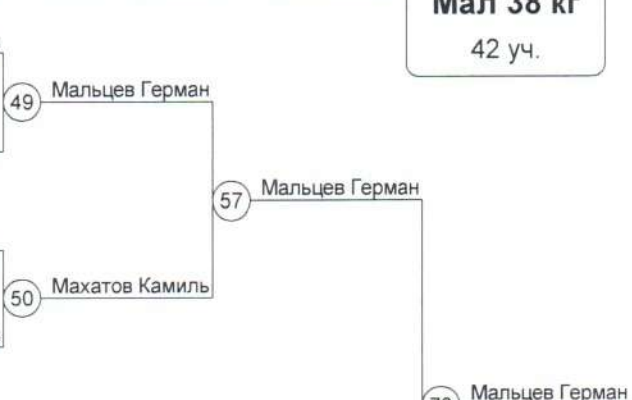 Мал 38 кг
42 уч.
49
Мальцев Герман
57
Мальцев Герман
50
Махатов Камиль
Мальцев Герман